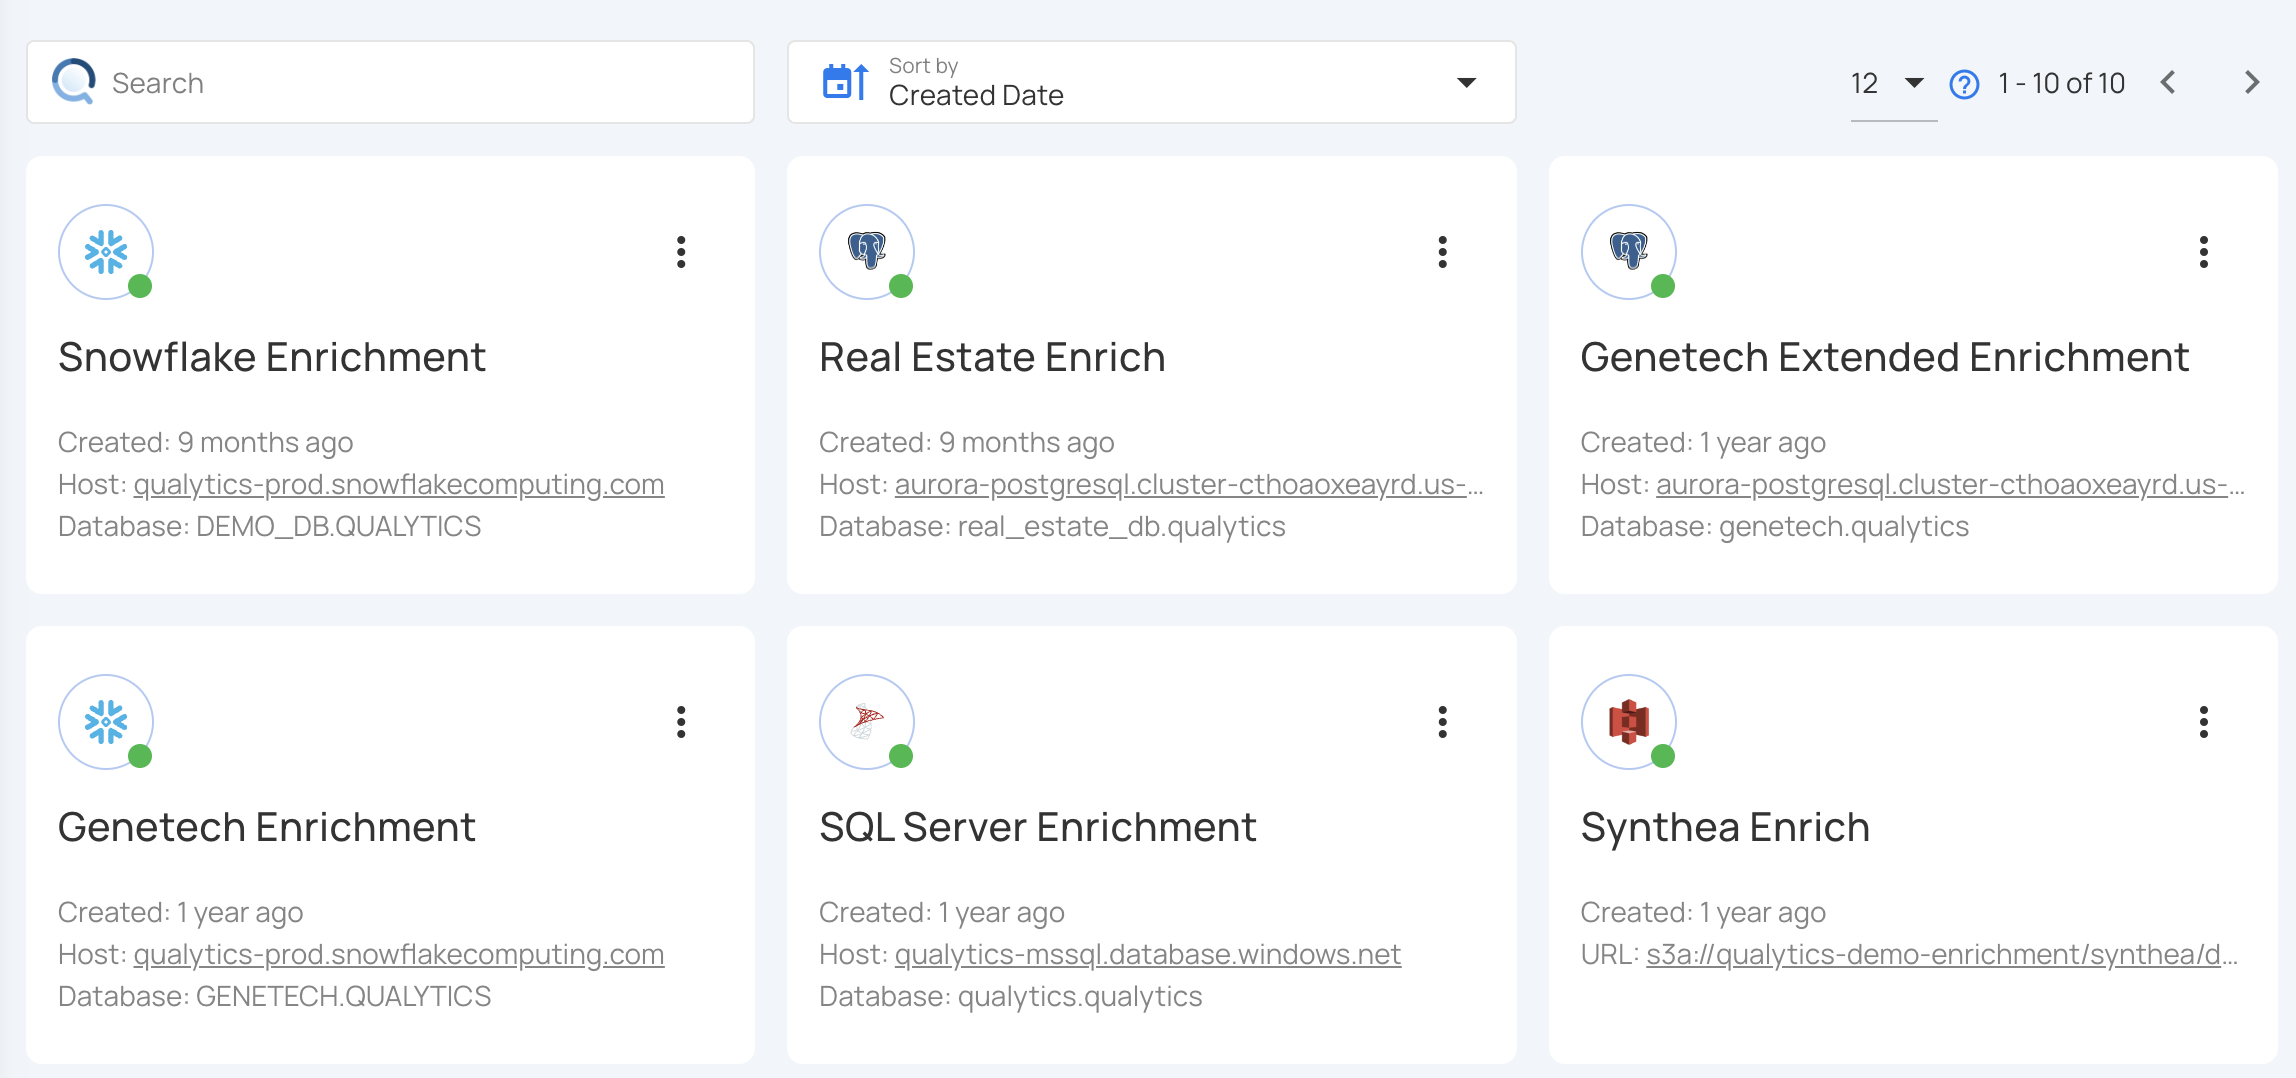 Search
Sort by
Created Date
12
1 - 10 of 10
Snowflake Enrichment
Created: 9 months ago
Host: qualytics-prod.snowflakecomputing.com
Database: DEMO_DB.QUALYTICS
Real Estate Enrich
Created: 9 months ago
Host: aurora-postgresql.cluster-cthoaoxeayrd.us-...
Database: real_estate_db.qualytics
Genetech Extended Enrichment
Created: 1 year ago
Host: aurora-postgresql.cluster-cthoaoxeayrd.us-...
Database: genetech.qualytics
Genetech Enrichment
Created: 1 year ago
Host: qualytics-prod.snowflakecomputing.com
Database: GENETECH.QUALYTICS
SQL Server Enrichment
Created: 1 year ago
Host: qualytics-mssql.database.windows.net
Database: qualytics.qualytics
Synthea Enrich
Created: 1 year ago
URL: s3a://qualytics-demo-enrichment/synthea/d...